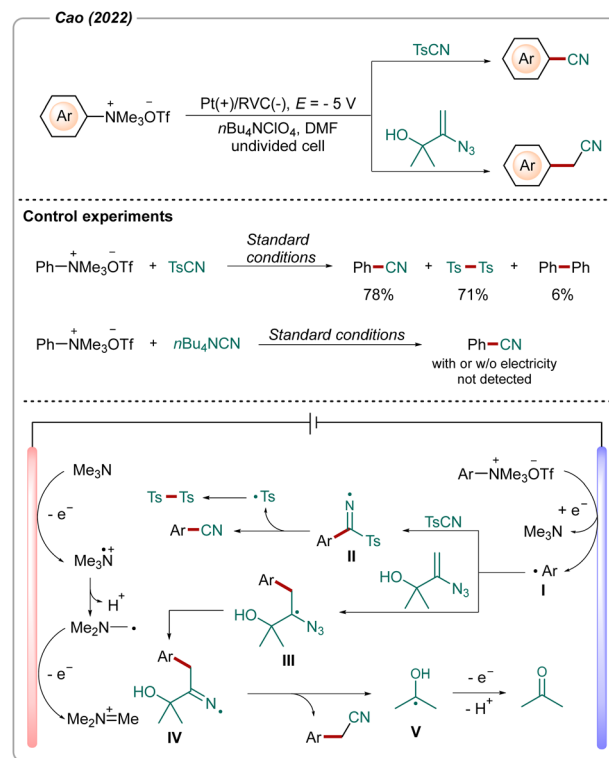 Cao (2022)
TsCN
Ar CN
Ar NMe3OTf + −
Pt(+)/RVC(-), E = - 5 V
nBu4NClO4, DMF
undivided cell
HO N3
Ar CN
Control experiments
Ph NMe3OTf + − + TsCN Standard conditions Ph CN + Ts Ts + Ph Ph
78% 71% 6%
Ph NMe3OTf + − + nBu4NCN Standard conditions Ph CN
with or w/o electricity
not detected
Me3N
- e−
Me3N•+
H+
Me2N •
- e−
Me2N=Me +
Ts Ts • Ts
Ar CN
N •
Ar Ts
II
TsCN
HO N3
Ar NMe3OTf + −
+ e−
Me3N
• Ar
I
Ar
HO • N3
III
Ar
HO N •
IV
Ar CN
OH
•
V
- e−
- H+
O